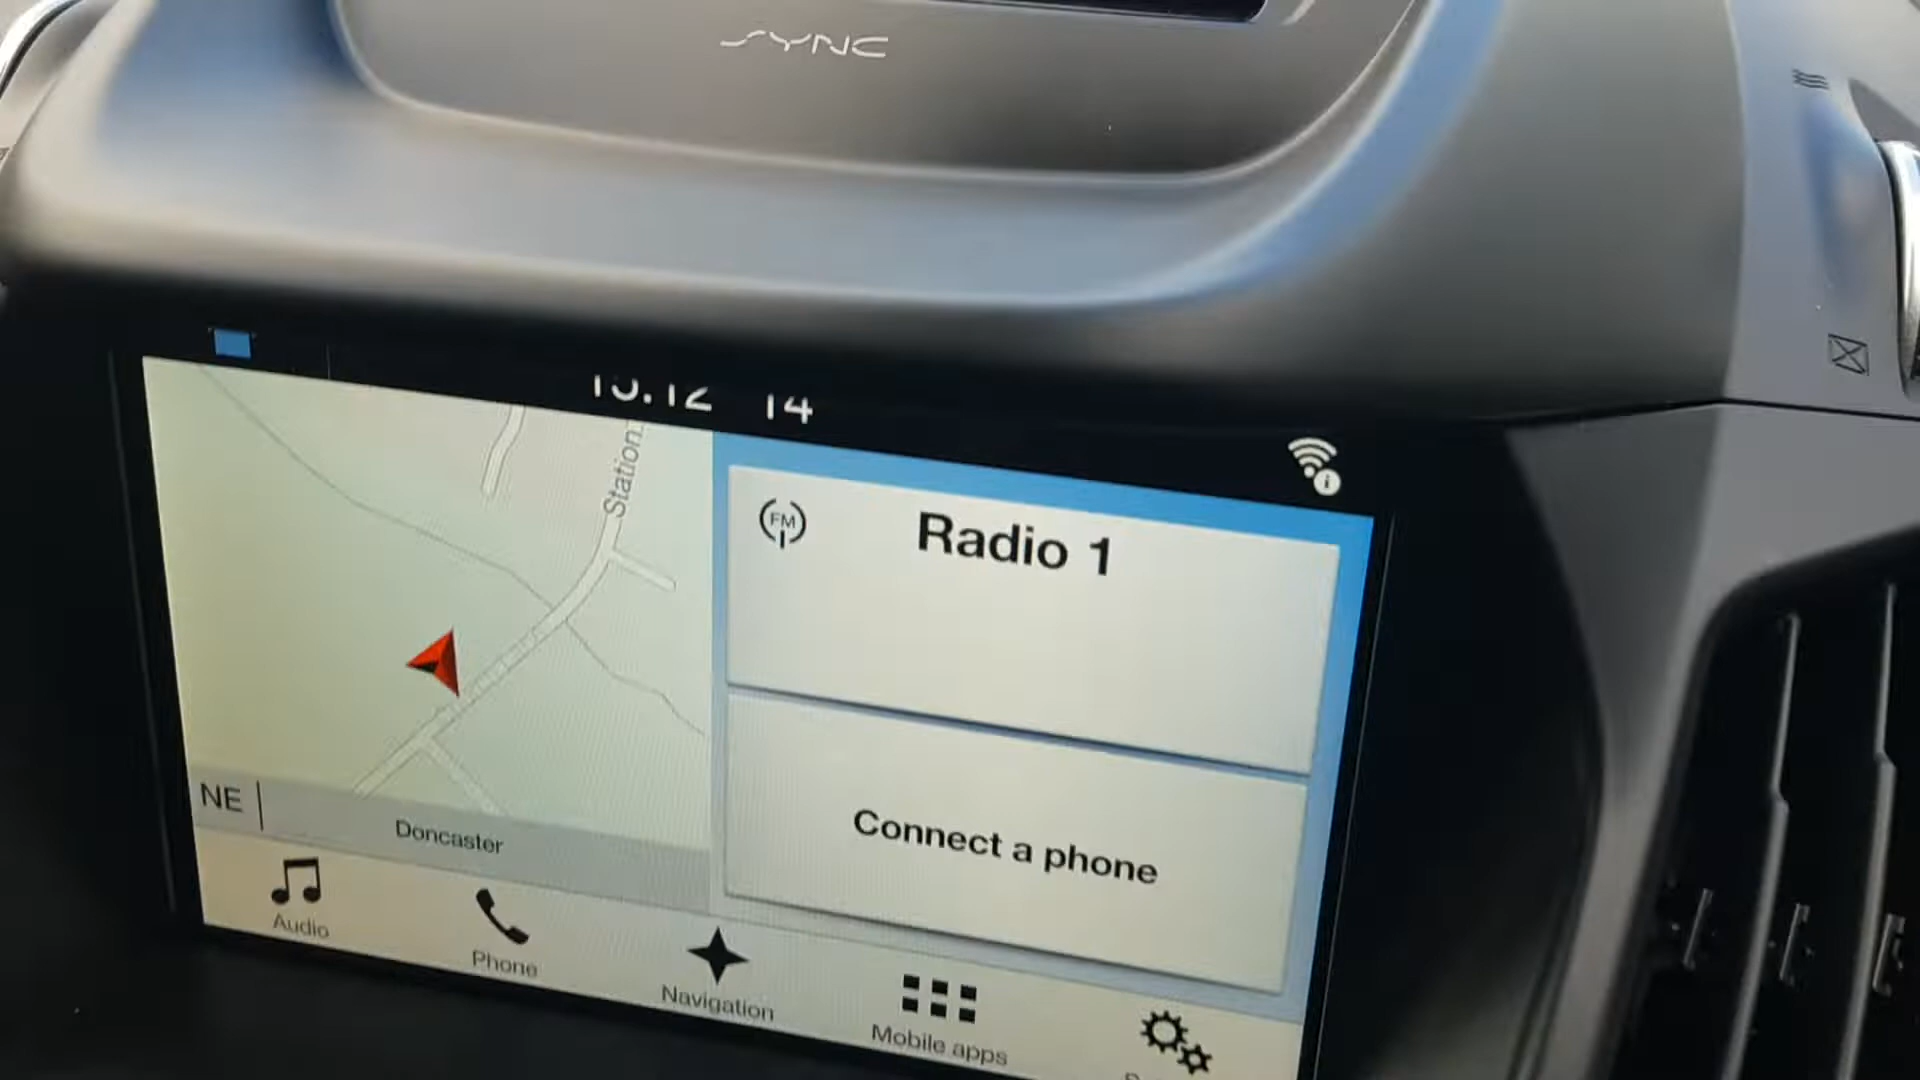 SYNC
14
Station
FM
Radio 1
NE
Doncaster
Connect a phone
Audio
Phone
Navigation
Mobile apps